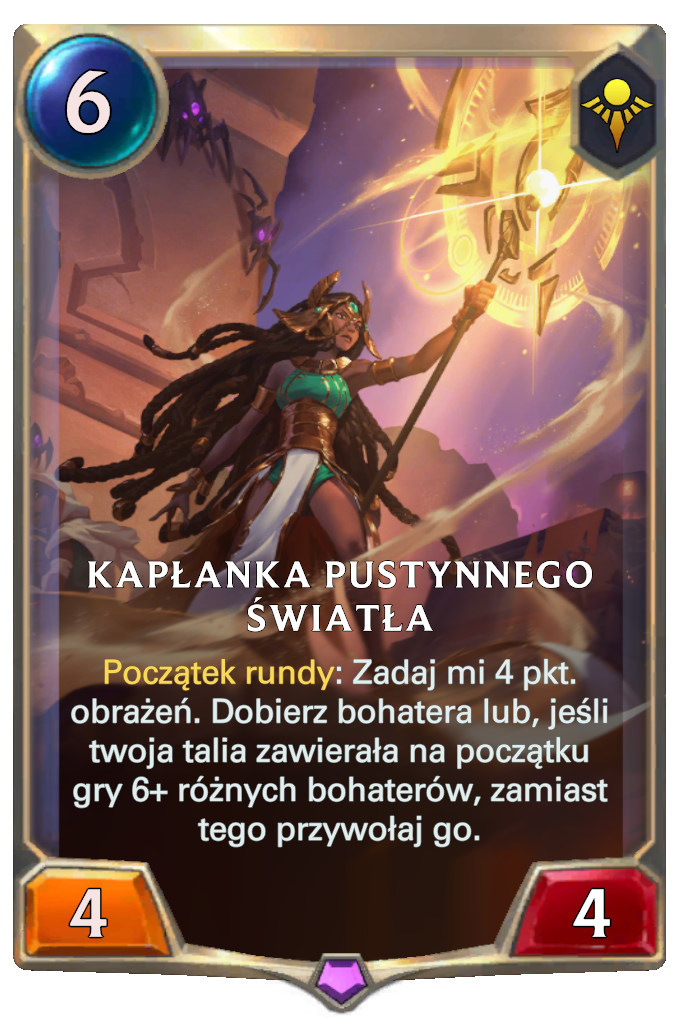 6
KAPŁANKA PUSTYNNEGO
ŚWIATŁA
Początek rundy: Zadaj mi 4 pkt.
obrażeń. Dobierz bohatera lub, jeśli
twoja talia zawierała na początku
gry 6+ różnych bohaterów, zamiast
tego przywołaj go.
4
4